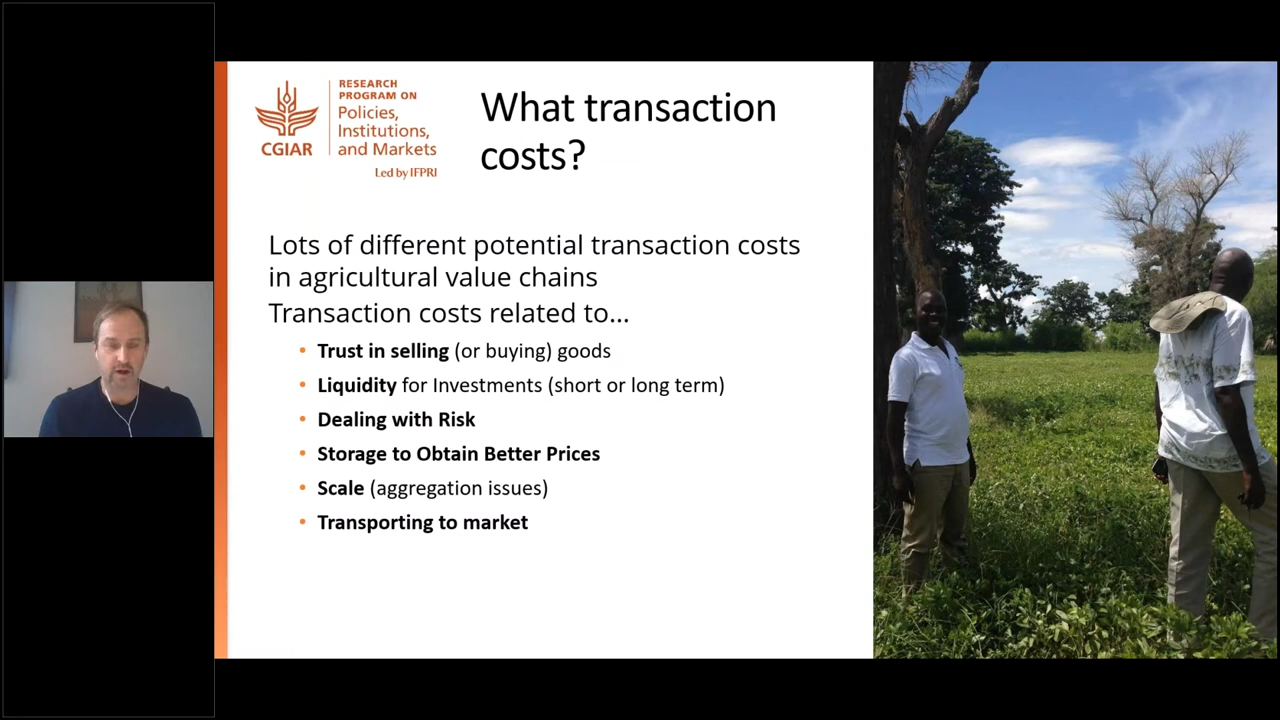 RESEARCH
PROGRAM ON
Policies,
Institutions,
and Markets
CGIAR
Led by IFPRI
What transaction
costs?
Lots of different potential transaction costs
in agricultural value chains
Transaction costs related to...
• Trust in selling (or buying) goods
• Liquidity for Investments (short or long term)
• Dealing with Risk
• Storage to Obtain Better Prices
• Scale (aggregation issues)
• Transporting to market